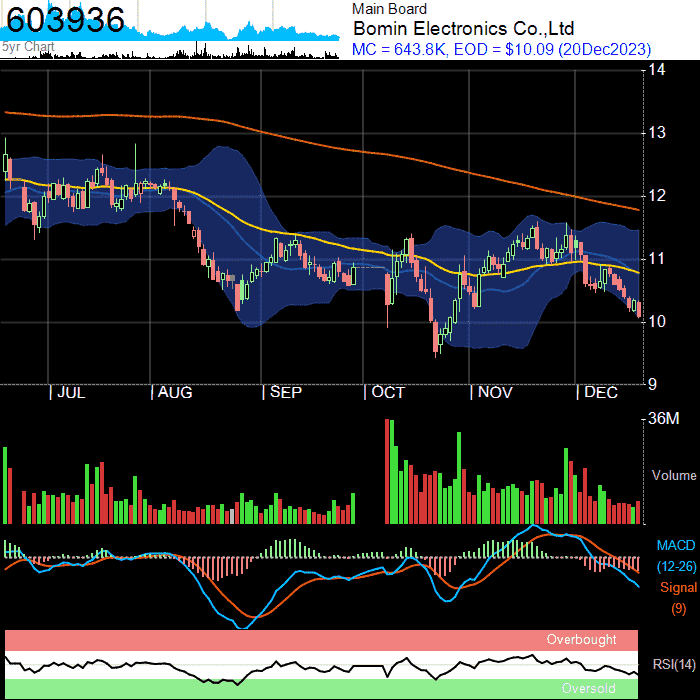 603936
5yr Chart
Main Board
Bomin Electronics Co.,Ltd
MC = 643.8K, EOD = $10.09 (20Dec2023)
14
13
12
11
10
9
JUL AUG SEP OCT NOV DEC
36M
Volume
MACD
(12-26)
Signal
(9)
Overbought
RSI(14)
Oversold